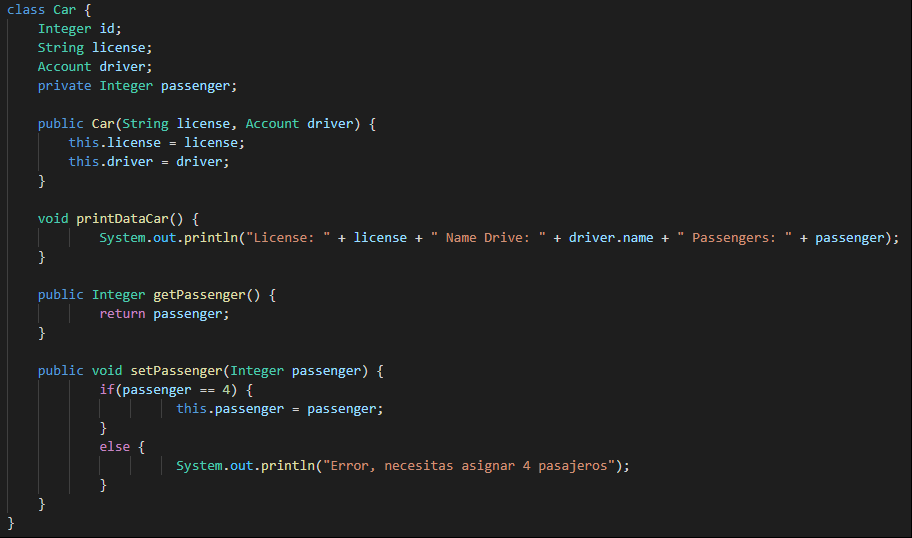 class Car {
    Integer id;
    String license;
    Account driver;
    private Integer passenger;

    public Car(String license, Account driver) {
        this.license = license;
        this.driver = driver;
    }

    void printDataCar() {
            System.out.println("License: " + license + " Name Drive: " + driver.name + " Passengers: " + passenger);
    }

    public Integer getPassenger() {
            return passenger;
    }

    public void setPassenger(Integer passenger) {
            if(passenger == 4) {
                      this.passenger = passenger;
            }
            else {
                      System.out.println("Error, necesitas asignar 4 pasajeros");
            }
    }
}